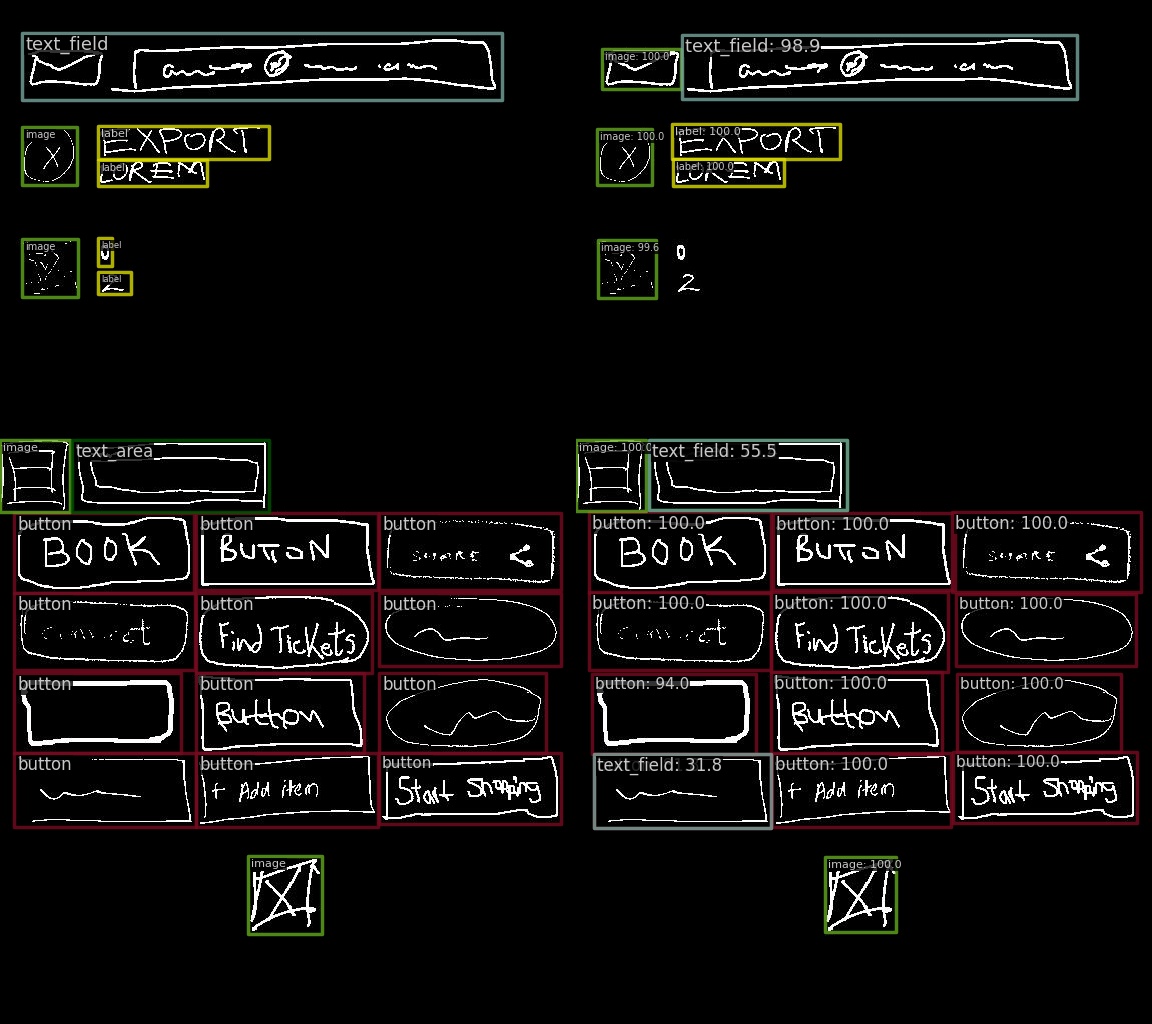 text_field
text_field: 98.9
image: 100.0
image
X
label
EXPORT
label
LOREM
image: 100.0
X
label: 100.0
EXPORT
label: 100.0
LOREM
image
label
0
label
2
image: 99.6
0
2
image
text_area
image: 100.0
text_field: 55.5
button
BOOK
button
BUTTON
button
SHARE
button: 100.0
BOOK
button: 100.0
BUTTON
button: 100.0
SHARE
button
connect
button
Find Tickets
button
button: 100.0
connect
button: 100.0
Find Tickets
button: 100.0
button
button
Button
button
button: 94.0
button: 100.0
Button
button: 100.0
button
button
+ Add item
button
Start Shopping
text_field: 31.8
button: 100.0
+ Add item
button: 100.0
Start Shopping
image
image: 100.0